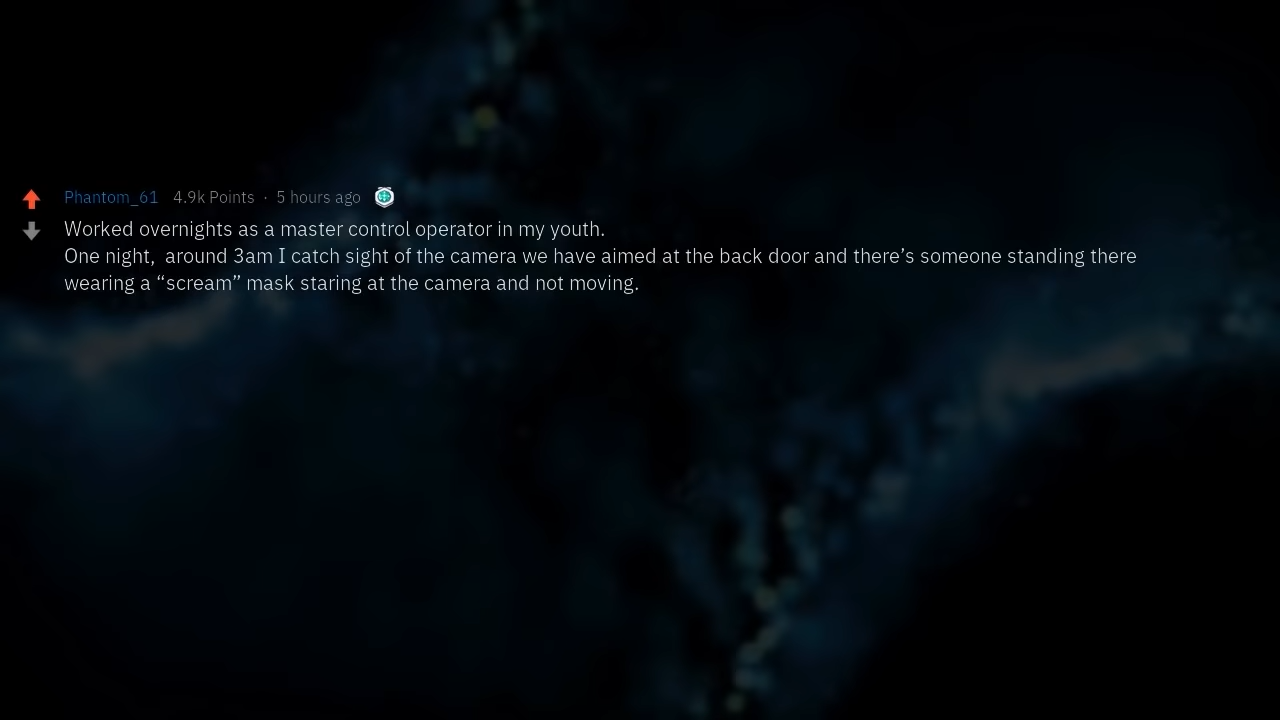 Phantom_61 4.9k Points · 5 hours ago
Worked overnights as a master control operator in my youth.
One night,  around 3am I catch sight of the camera we have aimed at the back door and there’s someone standing there
wearing a “scream” mask staring at the camera and not moving.